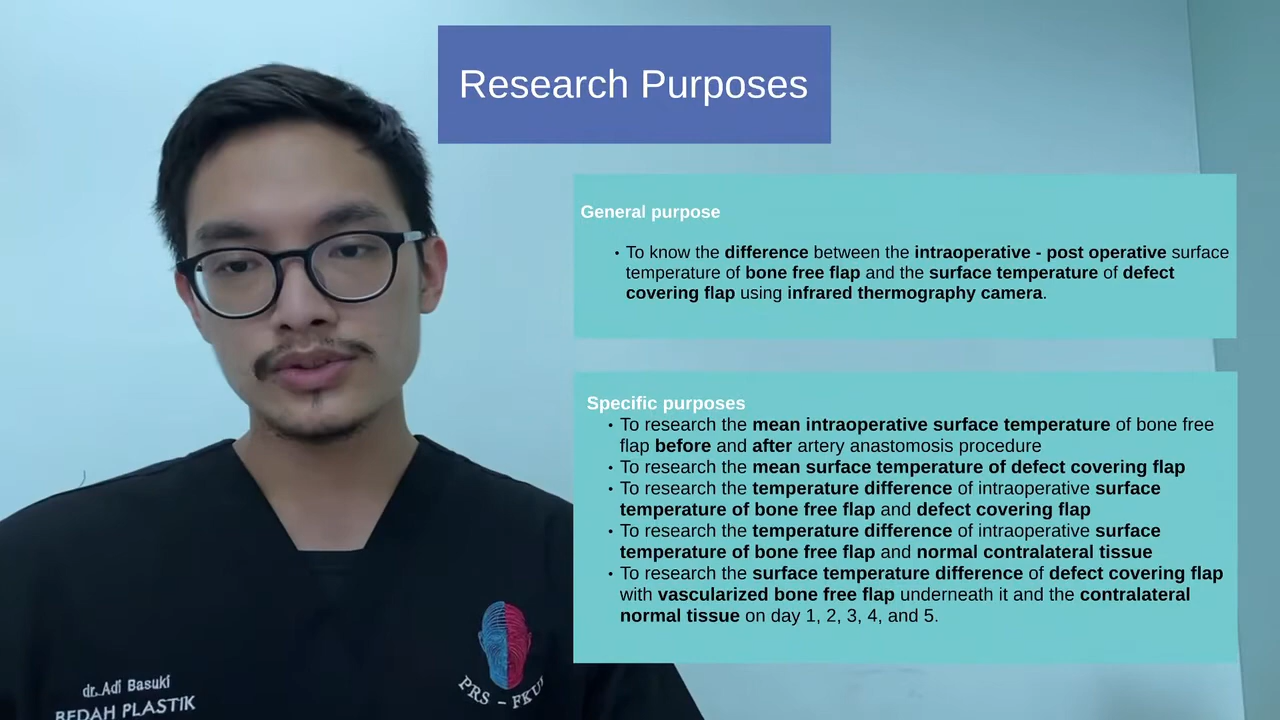 Research Purposes
General purpose
• To know the difference between the intraoperative - post operative surface
temperature of bone free flap and the surface temperature of defect
covering flap using infrared thermography camera.
Specific purposes
• To research the mean intraoperative surface temperature of bone free
flap before and after artery anastomosis procedure
• To research the mean surface temperature of defect covering flap
• To research the temperature difference of intraoperative surface
temperature of bone free flap and defect covering flap
• To research the temperature difference of intraoperative surface
temperature of bone free flap and normal contralateral tissue
• To research the surface temperature difference of defect covering flap
with vascularized bone free flap underneath it and the contralateral
normal tissue on day 1, 2, 3, 4, and 5.
dr. Adi Basuki
BEDAH PLASTIK
PRS - FKUI